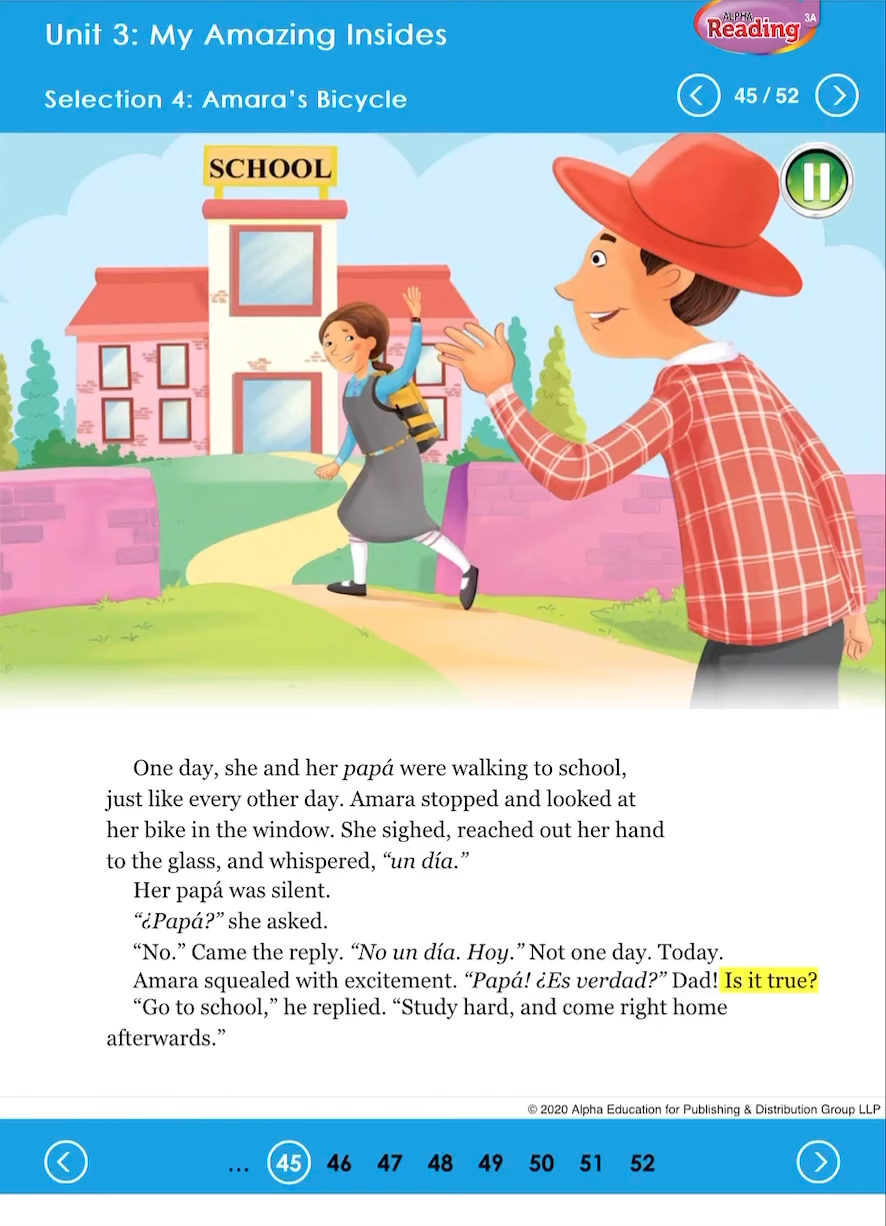 Unit 3: My Amazing Insides
ALPHA
Reading 3A
Selection 4: Amara's Bicycle
45 / 52
SCHOOL
One day, she and her papá were walking to school,
just like every other day. Amara stopped and looked at
her bike in the window. She sighed, reached out her hand
to the glass, and whispered, “un día.”
Her papá was silent.
“¿Papá?” she asked.
“No.” Came the reply. “No un día. Hoy.” Not one day. Today.
Amara squealed with excitement. “Papá! ¿Es verdad?” Dad! Is it true?
“Go to school,” he replied. “Study hard, and come right home
afterwards.”
© 2020 Alpha Education for Publishing & Distribution Group LLP
... 45 46 47 48 49 50 51 52